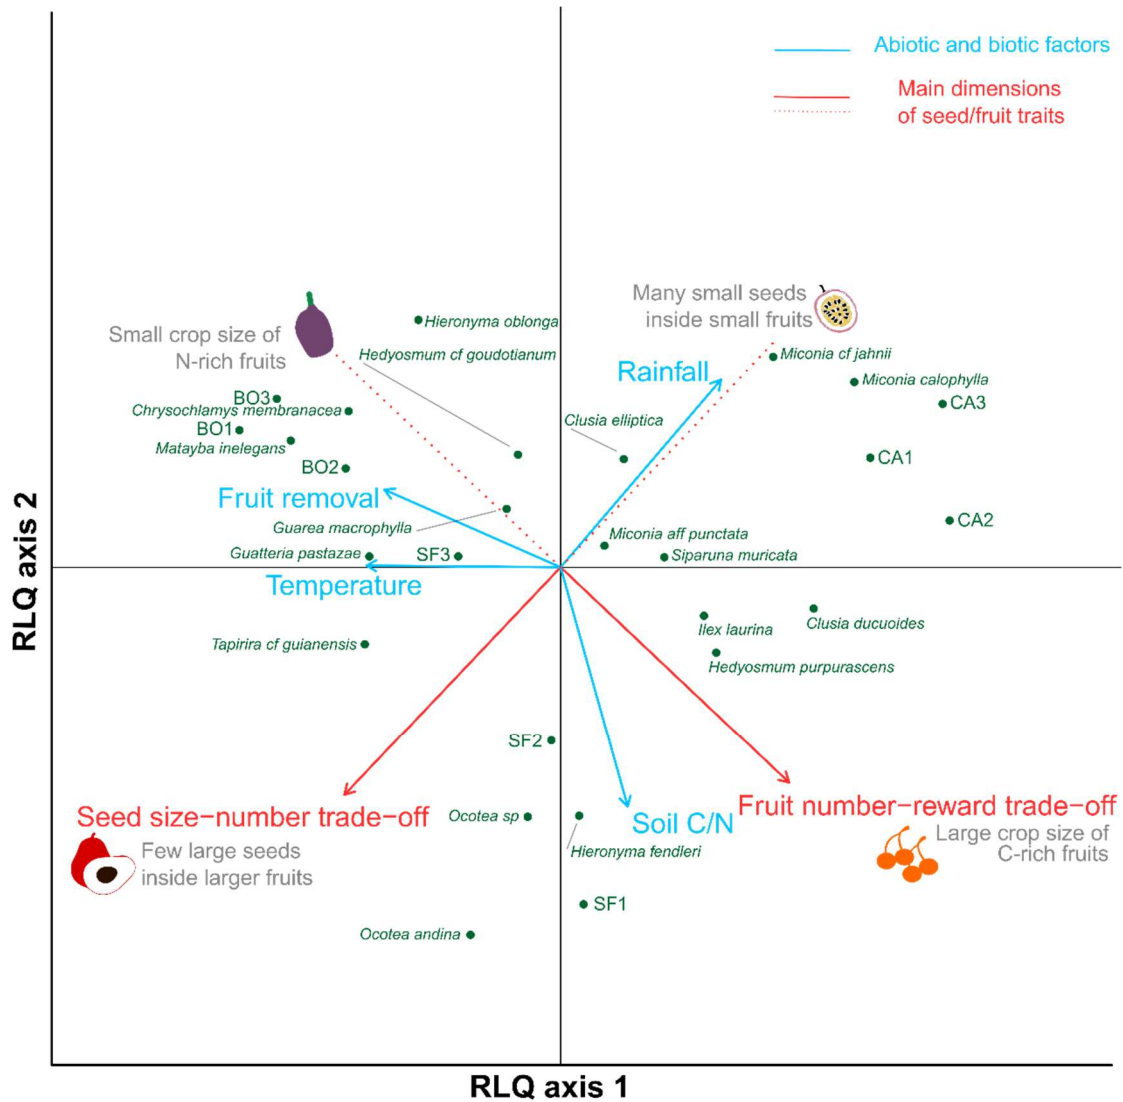 Abiotic and biotic factors
Main dimensions
of seed/fruit traits
Many small seeds
inside small fruits
Small crop size of
N-rich fruits
Hieronyma oblonga
Hedyosmum cf goudotianum
Miconia cf jahnii
Rainfall
Miconia calophylla
BO3
CA3
Chrysochlamys membranacea
Clusia elliptica
BO1
Matayba inelegans
CA1
BO2
Fruit removal
CA2
Guarea macrophylla
Miconia aff punctata
Guatteria pastazae
SF3
Siparuna muricata
Temperature
RLQ axis 2
Ilex laurina
Clusia ducuoides
Tapirira cf guianensis
Hedyosmum purpurascens
SF2
Fruit number−reward trade−off
Seed size−number trade−off
Ocotea sp
Soil C/N
Large crop size of
C-rich fruits
Few large seeds
inside larger fruits
Hieronyma fendleri
SF1
Ocotea andina
RLQ axis 1